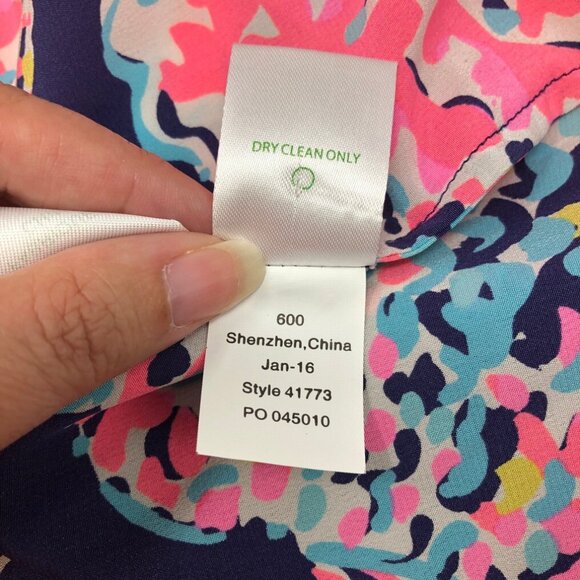 DRY CLEAN ONLY
600
Shenzhen,China
Jan-16
Style 41773
PO 045010